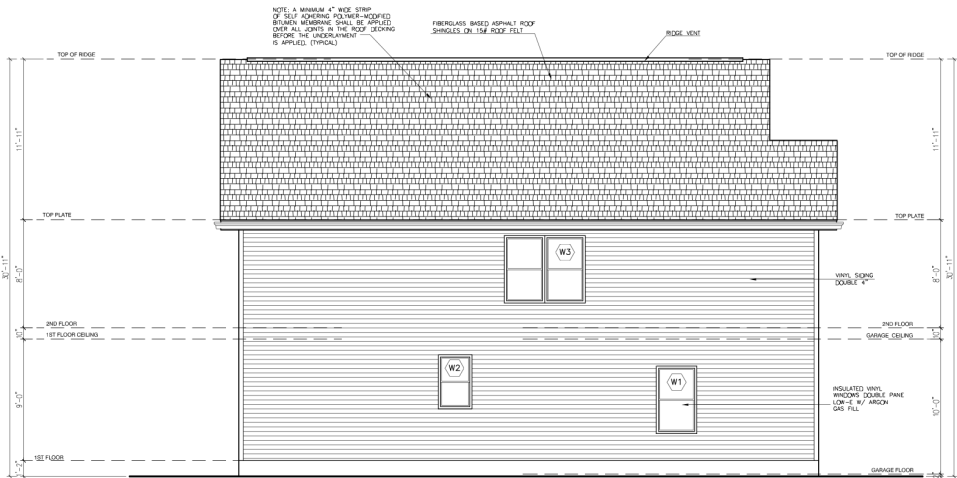 NOTE: A MINIMUM 4" WIDE STRIP
OF SELF ADHERING POLYMER-MODIFIED
BITUMEN MEMBRANE SHALL BE APPLIED
OVER ALL JOINTS IN THE ROOF DECKING
BEFORE THE UNDERLAYMENT
IS APPLIED. (TYPICAL)
FIBERGLASS BASED ASPHALT ROOF
SHINGLES ON 15# ROOF FELT
RIDGE VENT
TOP OF RIDGE
TOP OF RIDGE
11'-11"
11'-11"
TOP PLATE
TOP PLATE
30'-11"
30'-11"
8'-0"
8'-0"
W3
VINYL SIDING
DOUBLE 4"
2ND FLOOR
2ND FLOOR
10"
10"
1ST FLOOR CEILING
GARAGE CEILING
W2
W1
9'-0"
10'-0"
INSULATED VINYL
WINDOWS DOUBLE PANE
LOW-E W/ ARGON
GAS FILL
1ST FLOOR
1'-2"
GARAGE FLOOR